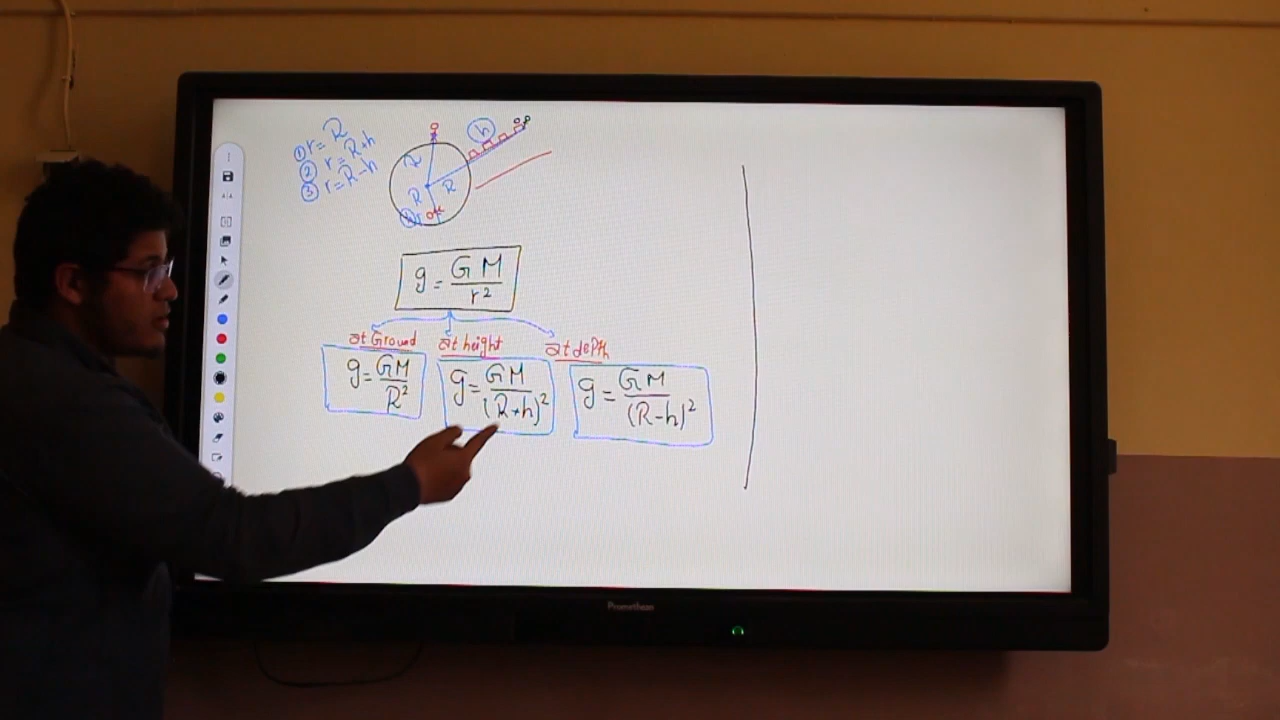 ① r = R
② r = R+h
③ r = R-h
h
R
R
r
g = GM / r²
at Ground at height at depth
g = GM / R² g = GM / (R+h)² g = GM / (R-h)²
Promethean